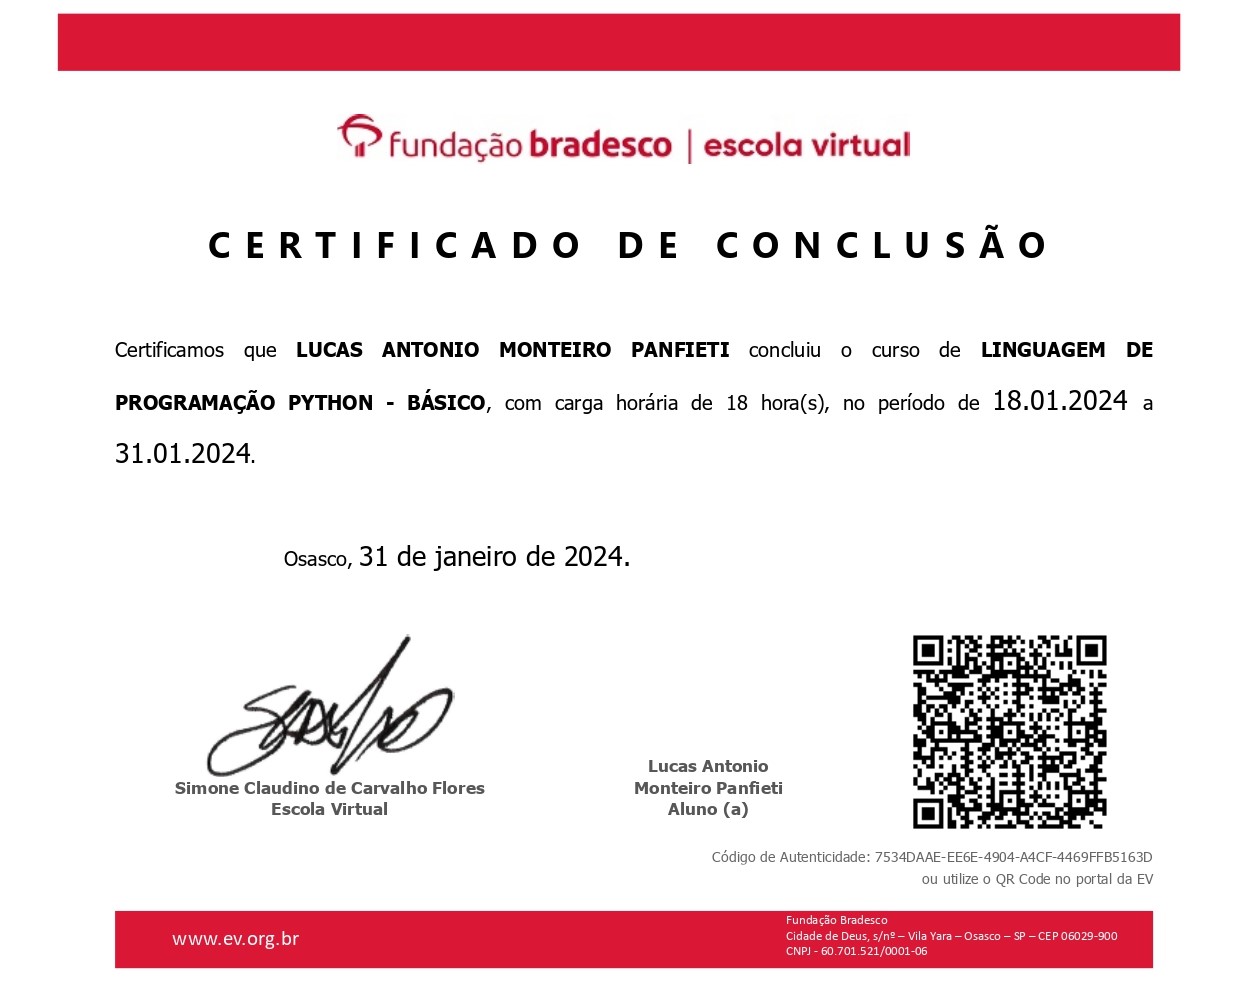 fundação bradesco | escola virtual
CERTIFICADO DE CONCLUSÃO
Certificamos que LUCAS ANTONIO MONTEIRO PANFIETI concluiu o curso de LINGUAGEM DE
PROGRAMAÇÃO PYTHON - BÁSICO, com carga horária de 18 hora(s), no período de 18.01.2024 a
31.01.2024.
Osasco, 31 de janeiro de 2024.
Simone Claudino de Carvalho Flores
Escola Virtual
Lucas Antonio
Monteiro Panfieti
Aluno (a)
Código de Autenticidade: 7534DAAE-EE6E-4904-A4CF-4469FFB5163D
ou utilize o QR Code no portal da EV
www.ev.org.br
Fundação Bradesco
Cidade de Deus, s/nº – Vila Yara – Osasco – SP – CEP 06029-900
CNPJ - 60.701.521/0001-06